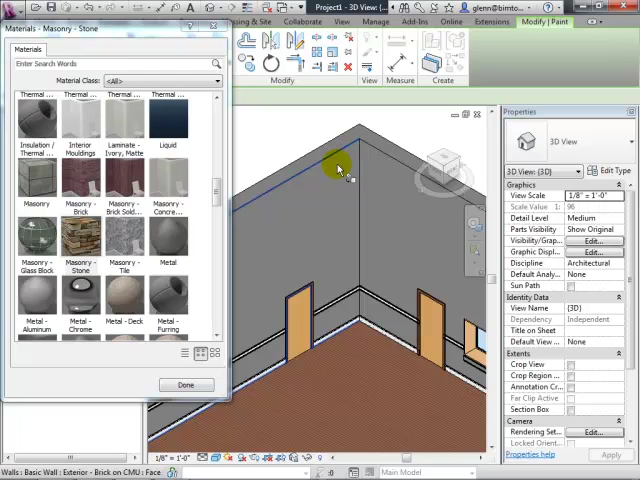 Project1 - 3D View: {
glenn@bimto...
ng & Site
Collaborate
View
Manage
Add-Ins
Extensions
Modify | Paint
Materials - Masonry - Stone
Materials
Enter Search Words
Material Class: <All>
Thermal ...
Thermal ...
Thermal ...
Thermal ...
Insulation / Thermal ...
Interior Mouldings
Laminate - Ivory, Matte
Liquid
Masonry
Masonry - Brick
Masonry - Brick Sold...
Masonry - Concre...
Masonry - Glass Block
Masonry - Stone
Masonry - Tile
Metal
Metal - Aluminum
Metal - Chrome
Metal - Deck
Metal - Furring
Done
Modify
View
Measure
Create
Properties
3D View
3D View: {3D}
Edit Type
Graphics
View Scale 1/8" = 1'-0"
Scale Value 1: 96
Detail Level Medium
Parts Visibility Show Original
Visibility/Grap... Edit...
Graphic Displ... Edit...
Discipline Architectural
Default Analy... None
Sun Path
Identity Data
View Name {3D}
Dependency Independent
Title on Sheet
Default View ...
Extents
Crop View
Crop Region ...
Annotation Cr...
Far Clip Active
Section Box
Camera
Rendering Set... Edit...
Locked Orient...
Properties help
Apply
1/8" = 1'-0"
Walls : Basic Wall : Exterior - Brick on CMU : Face
:0
Main Model